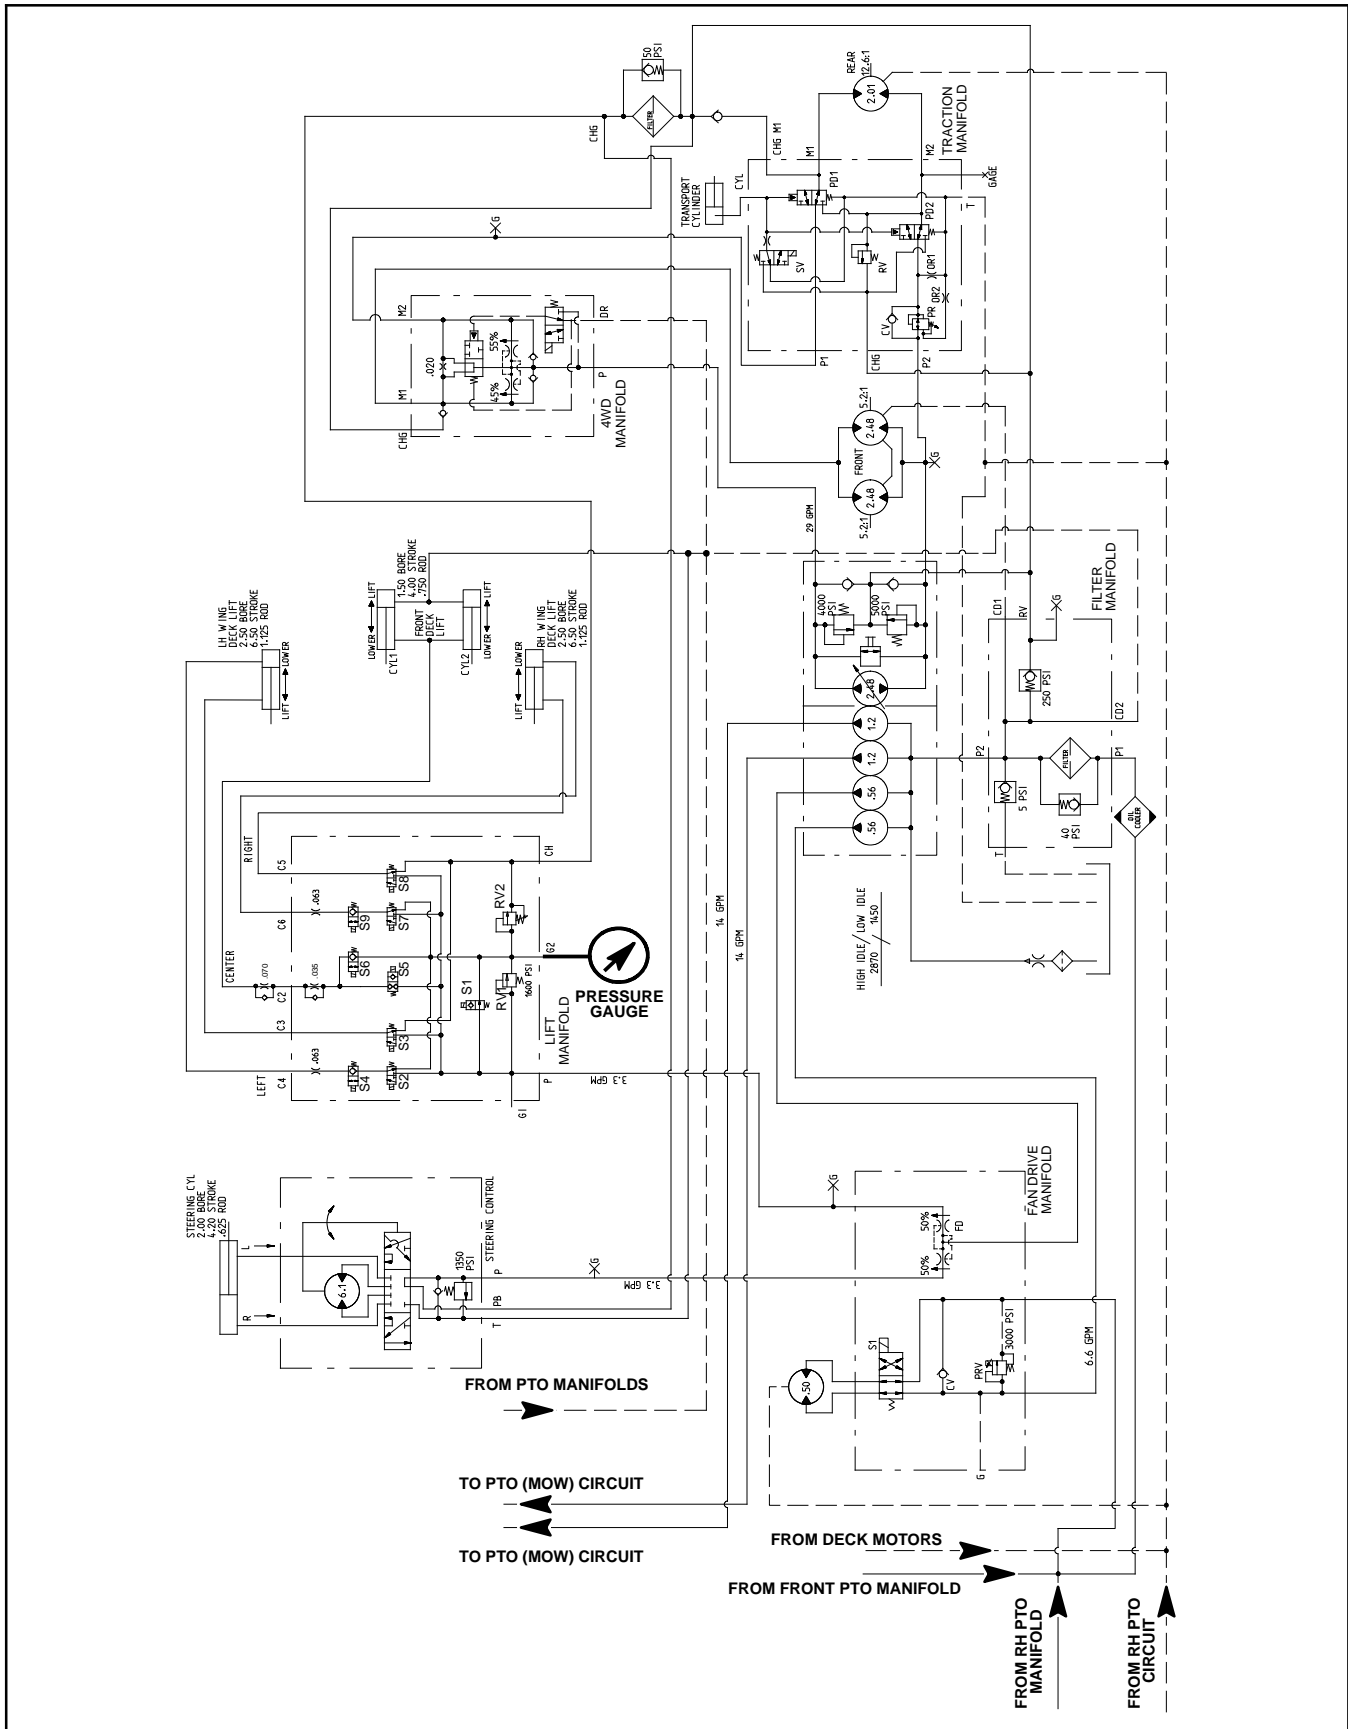 50
PSI
FILTER
CHG
REAR
12.6:1
2.01
TRACTION
MANIFOLD
CHG M1
M1
M2
GAGE
TRANSPORT
CYLINDER
CYL
PD1
PD2
T
SV
RV
OR1
OR2
PR
CV
P1
CHG
P2
M2
M1
.020
55%
45%
DR
P
CHG
4WD
MANIFOLD
5.2:1
2.48
FRONT
2.48
5.2:1
G
G
29 GPM
LH WING
DECK LIFT
2.50 BORE
6.50 STROKE
1.125 ROD
LIFT
LOWER
1.50 BORE
4.00 STROKE
.750 ROD
LOWER
LIFT
CYL1
FRONT
DECK
LIFT
CYL2
LOWER
LIFT
RH WING
DECK LIFT
2.50 BORE
6.50 STROKE
1.125 ROD
LIFT
LOWER
4000
PSI
5000
PSI
2.48
1.2
1.2
.56
.56
CD1
RV
G
FILTER
MANIFOLD
250 PSI
CD2
P2
P1
FILTER
5 PSI
40
PSI
T
OIL
COOLER
HIGH IDLE / LOW IDLE
2870 / 1450
14 GPM
14 GPM
RIGHT
C5
C6
.063
CENTER
.070
C2
.035
C3
LEFT
C4
.063
S8
S9
S7
S6
S5
S3
S4
S2
S1
RV2
RV1
1600 PSI
CH
G2
P
G1
LIFT
MANIFOLD
PRESSURE
GAUGE
3.3 GPM
STEERING CYL
2.00 BORE
4.20 STROKE
.625 ROD
L
R
6.1
STEERING CONTROL
1350
PSI
P
PB
T
G
3.3 GPM
G
FAN DRIVE
MANIFOLD
50%
50%
FD
S1
.50
CV
PRV
3000 PSI
G
6.6 GPM
FROM PTO MANIFOLDS
TO PTO (MOW) CIRCUIT
TO PTO (MOW) CIRCUIT
FROM DECK MOTORS
FROM FRONT PTO MANIFOLD
FROM RH PTO
MANIFOLD
FROM RH PTO
CIRCUIT